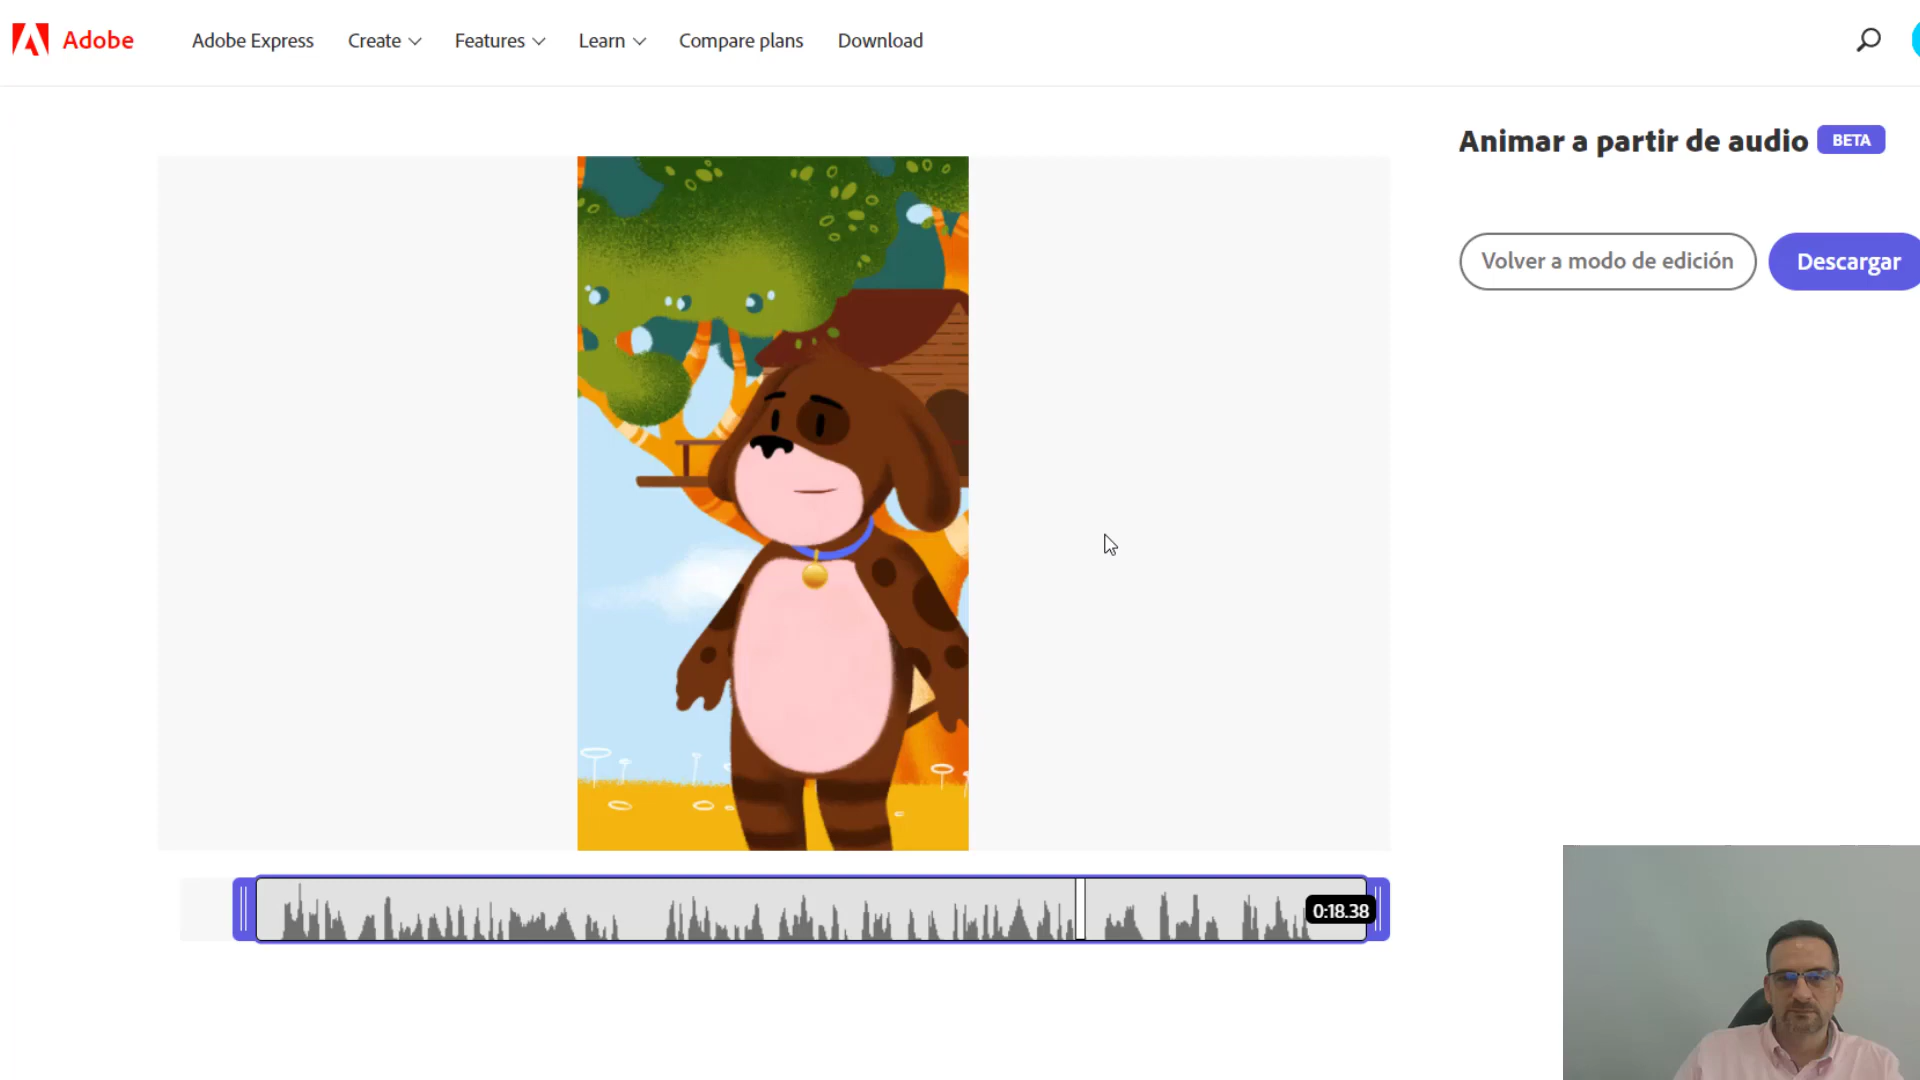 Adobe
Adobe Express
Create
Features
Learn
Compare plans
Download
Animar a partir de audio
BETA
Volver a modo de edición
Descargar
0:18.38